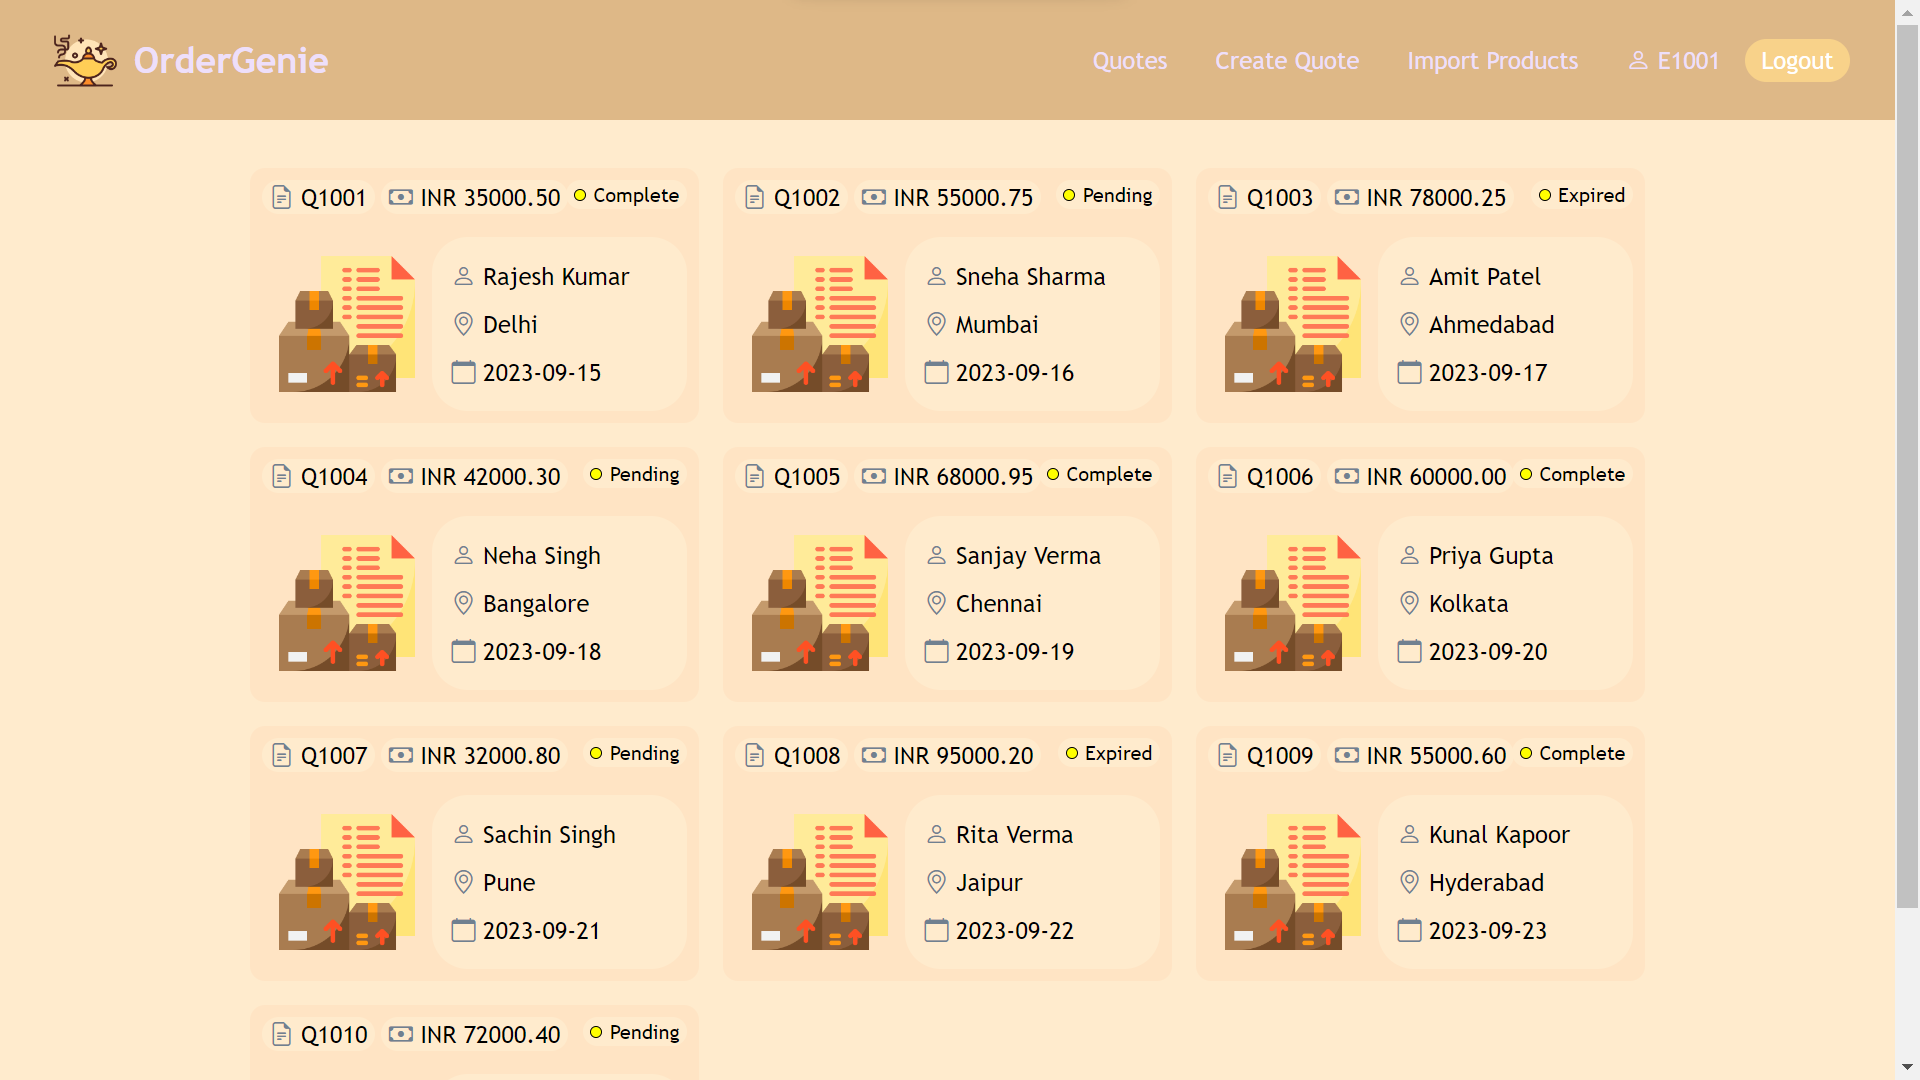 OrderGenie
Quotes Create Quote Import Products E1001 Logout
Q1001 INR 35000.50 Complete
Rajesh Kumar
Delhi
2023-09-15
Q1002 INR 55000.75 Pending
Sneha Sharma
Mumbai
2023-09-16
Q1003 INR 78000.25 Expired
Amit Patel
Ahmedabad
2023-09-17
Q1004 INR 42000.30 Pending
Neha Singh
Bangalore
2023-09-18
Q1005 INR 68000.95 Complete
Sanjay Verma
Chennai
2023-09-19
Q1006 INR 60000.00 Complete
Priya Gupta
Kolkata
2023-09-20
Q1007 INR 32000.80 Pending
Sachin Singh
Pune
2023-09-21
Q1008 INR 95000.20 Expired
Rita Verma
Jaipur
2023-09-22
Q1009 INR 55000.60 Complete
Kunal Kapoor
Hyderabad
2023-09-23
Q1010 INR 72000.40 Pending